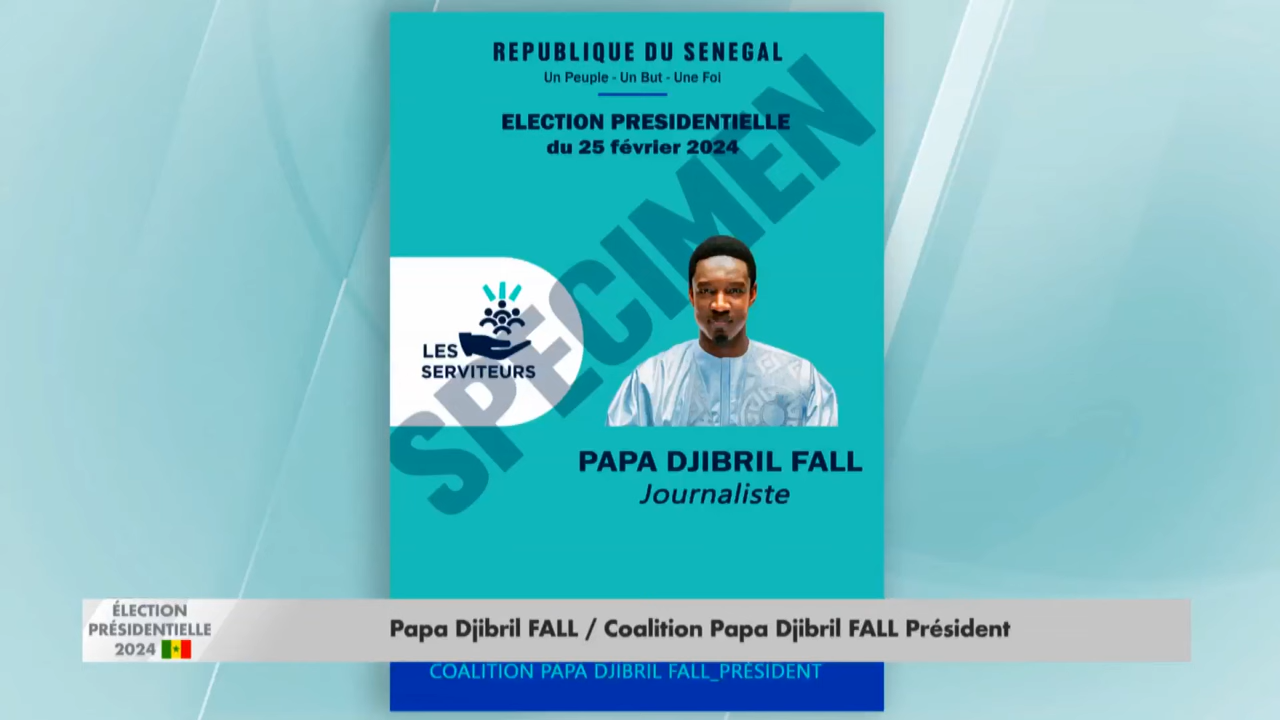 REPUBLIQUE DU SENEGAL
Un Peuple - Un But - Une Foi
ELECTION PRESIDENTIELLE
du 25 février 2024
SPECIMEN
LES
SERVITEURS
PAPA DJIBRIL FALL
Journaliste
ÉLECTION
PRÉSIDENTIELLE
2024
Papa Djibril FALL / Coalition Papa Djibril FALL Président
COALITION PAPA DJIBRIL FALL_PRÉSIDENT